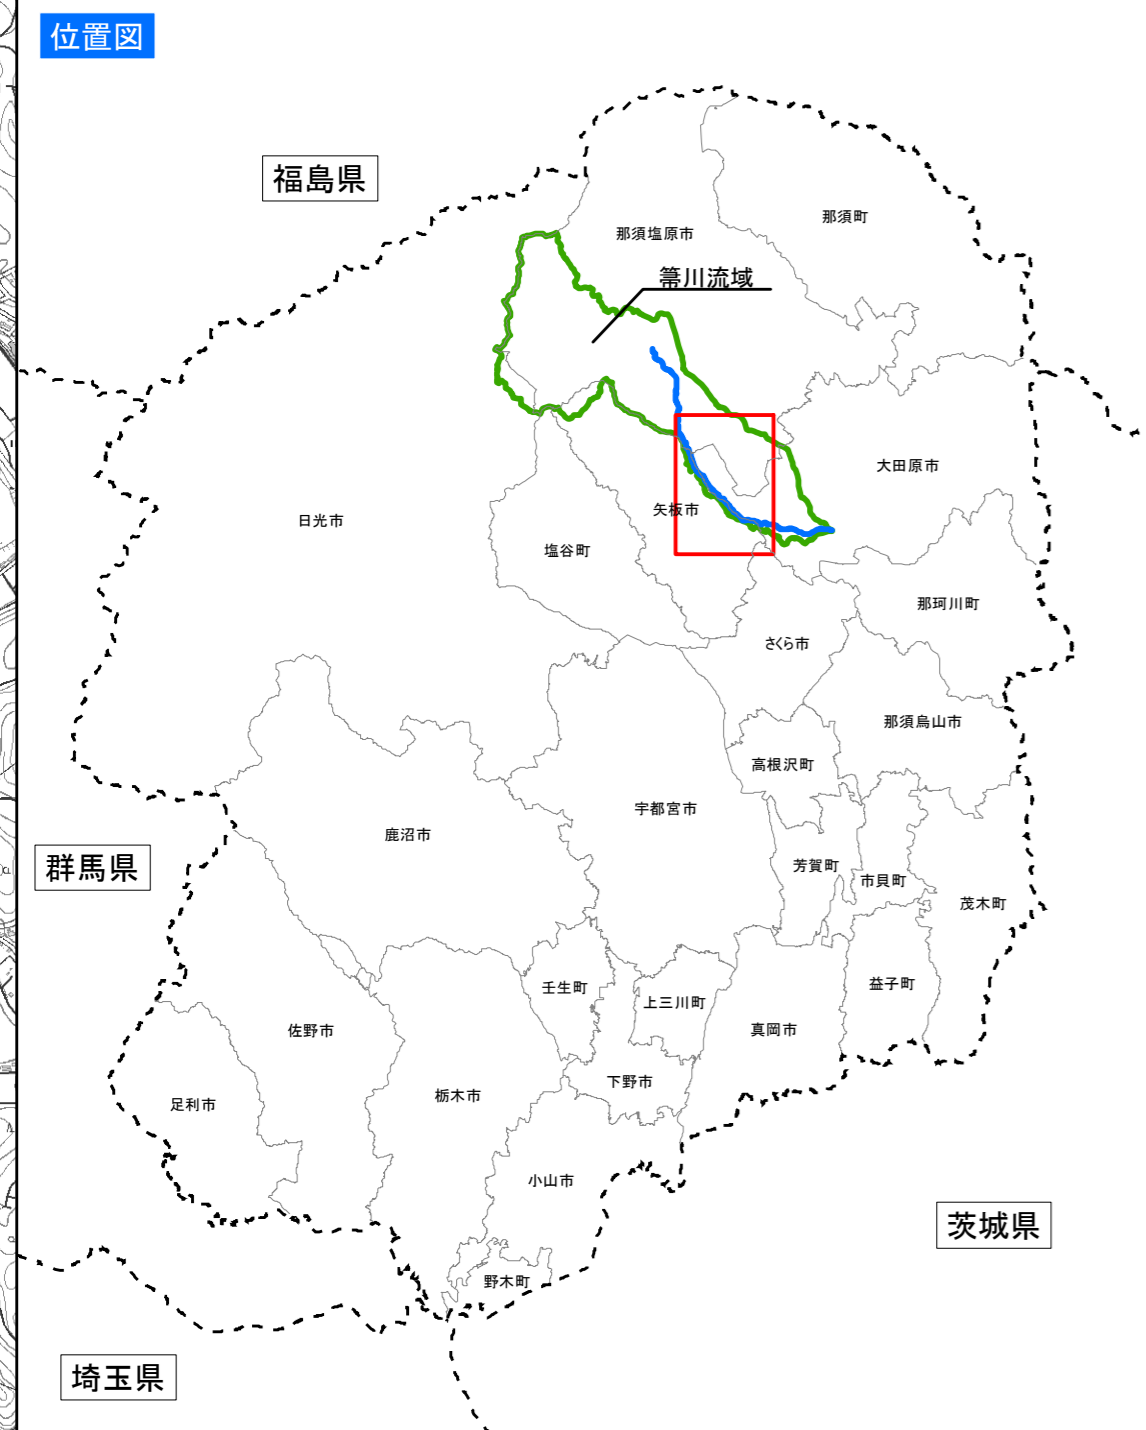 位置図
福島県
那須町
那須塩原市
箒川流域
大田原市
矢板市
日光市
塩谷町
那珂川町
さくら市
那須烏山市
高根沢町
宇都宮市
鹿沼市
群馬県
芳賀町
市貝町
茂木町
益子町
壬生町
上三川町
真岡市
佐野市
下野市
栃木市
足利市
小山市
茨城県
野木町
埼玉県